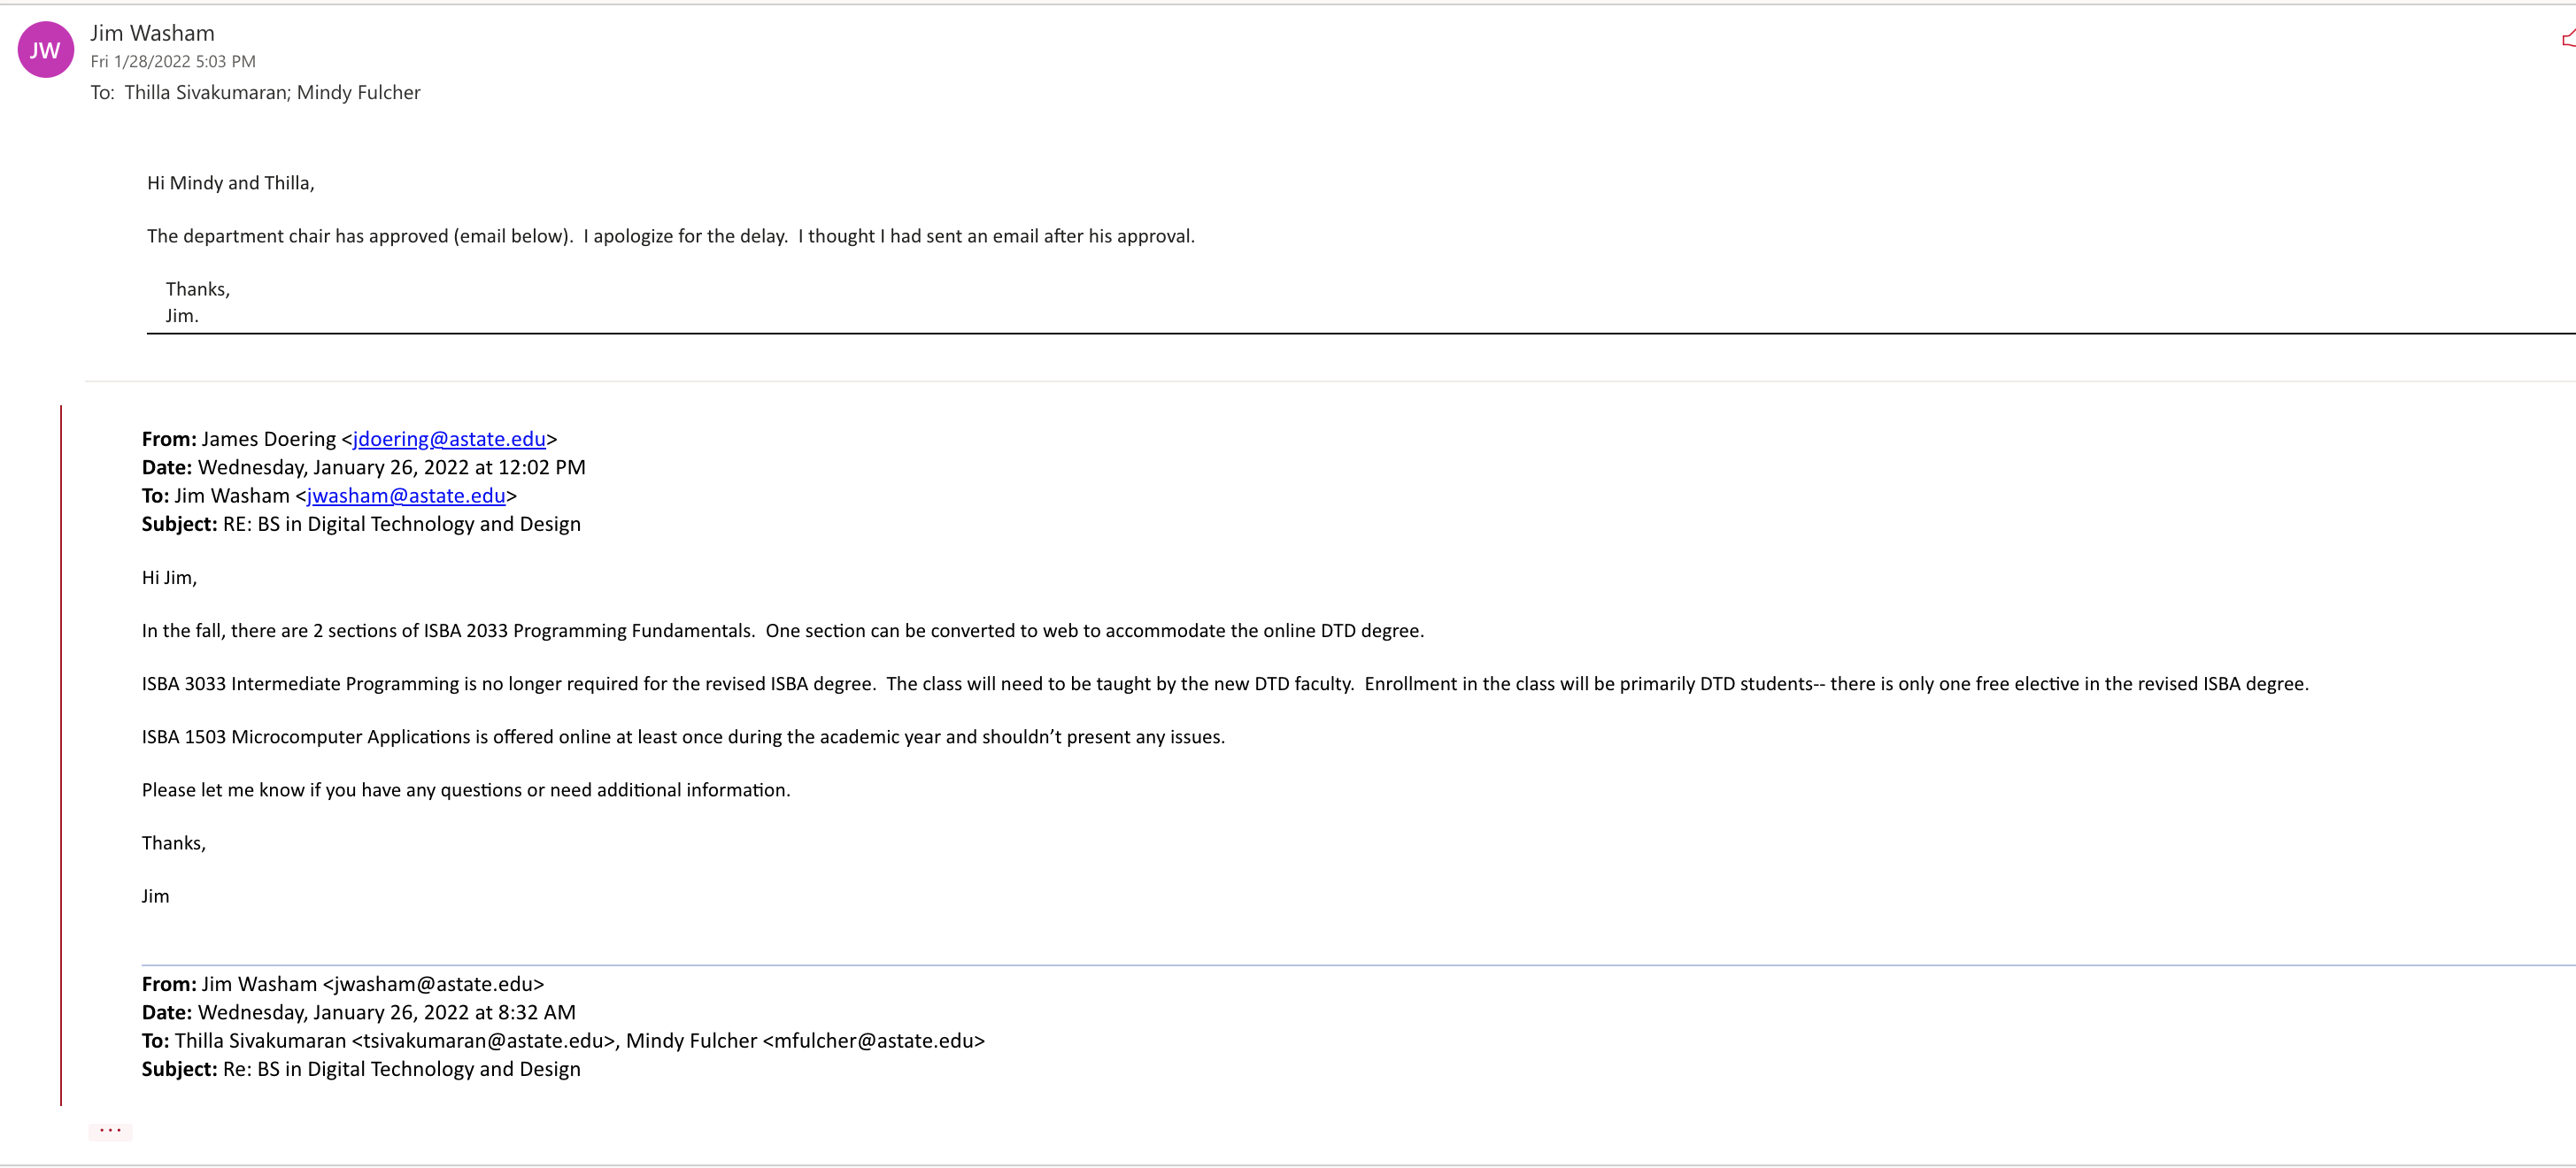 JW
Jim Washam
Fri 1/28/2022 5:03 PM
To: Thilla Sivakumaran; Mindy Fulcher
Hi Mindy and Thilla,
The department chair has approved (email below). I apologize for the delay. I thought I had sent an email after his approval.
Thanks,
Jim.
From: James Doering <jdoering@astate.edu>
Date: Wednesday, January 26, 2022 at 12:02 PM
To: Jim Washam <jwasham@astate.edu>
Subject: RE: BS in Digital Technology and Design
Hi Jim,
In the fall, there are 2 sections of ISBA 2033 Programming Fundamentals. One section can be converted to web to accommodate the online DTD degree.
ISBA 3033 Intermediate Programming is no longer required for the revised ISBA degree. The class will need to be taught by the new DTD faculty. Enrollment in the class will be primarily DTD students-- there is only one free elective in the revised ISBA degree.
ISBA 1503 Microcomputer Applications is offered online at least once during the academic year and shouldn’t present any issues.
Please let me know if you have any questions or need additional information.
Thanks,
Jim
From: Jim Washam <jwasham@astate.edu>
Date: Wednesday, January 26, 2022 at 8:32 AM
To: Thilla Sivakumaran <tsivakumaran@astate.edu>, Mindy Fulcher <mfulcher@astate.edu>
Subject: Re: BS in Digital Technology and Design
...